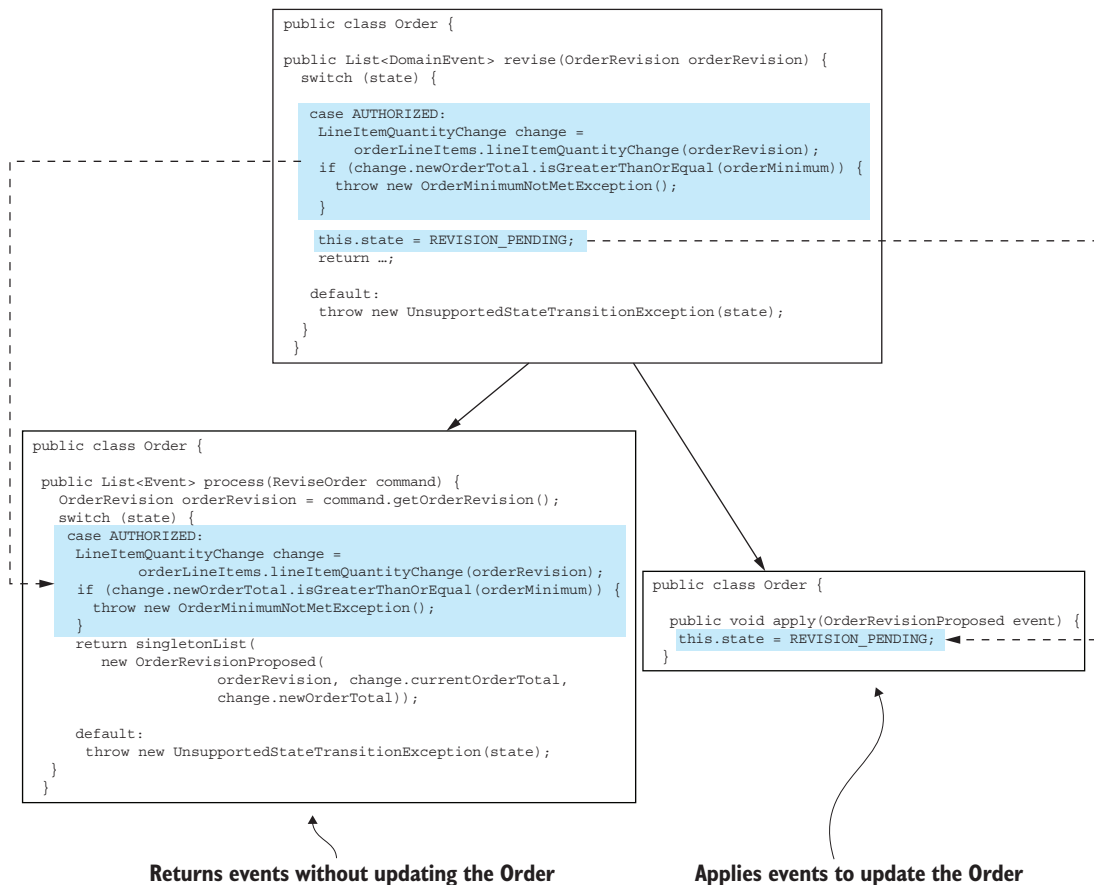 public class Order {
public List<DomainEvent> revise(OrderRevision orderRevision) {
switch (state) {
case AUTHORIZED:
LineItemQuantityChange change =
orderLineItems.lineItemQuantityChange(orderRevision);
if (change.newOrderTotal.isGreaterThanOrEqual(orderMinimum)) {
throw new OrderMinimumNotMetException();
}
this.state = REVISION_PENDING;
return …;
default:
throw new UnsupportedStateTransitionException(state);
}
}
public class Order {
public List<Event> process(ReviseOrder command) {
OrderRevision orderRevision = command.getOrderRevision();
switch (state) {
case AUTHORIZED:
LineItemQuantityChange change =
orderLineItems.lineItemQuantityChange(orderRevision);
if (change.newOrderTotal.isGreaterThanOrEqual(orderMinimum)) {
throw new OrderMinimumNotMetException();
}
return singletonList(
new OrderRevisionProposed(
orderRevision, change.currentOrderTotal,
change.newOrderTotal));
default:
throw new UnsupportedStateTransitionException(state);
}
}
public class Order {
public void apply(OrderRevisionProposed event) {
this.state = REVISION_PENDING;
}
Returns events without updating the Order
Applies events to update the Order